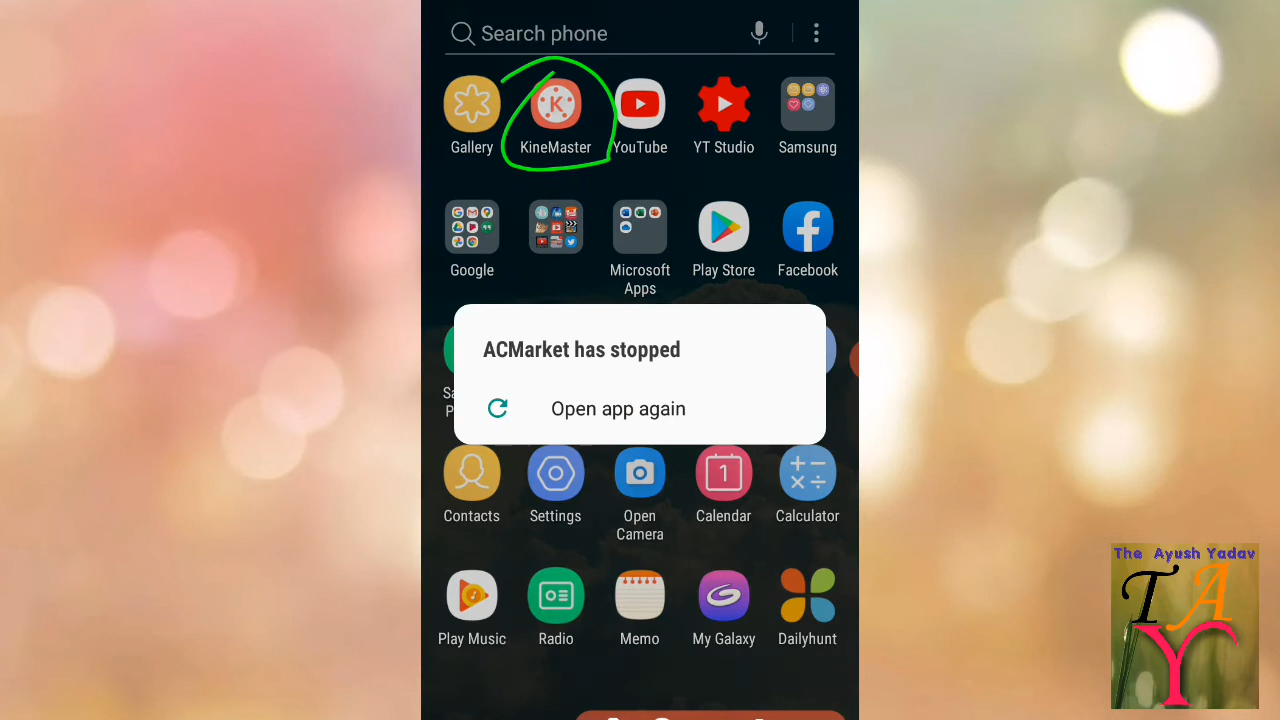 Search phone
Gallery
KineMaster
YouTube
YT Studio
Samsung
Google
Microsoft
Apps
Play Store
Facebook
ACMarket has stopped
Open app again
Contacts
Settings
Open
Camera
1
Calendar
Calculator
Play Music
Radio
Memo
My Galaxy
Dailyhunt
The Ayush Yadav
T A
Y